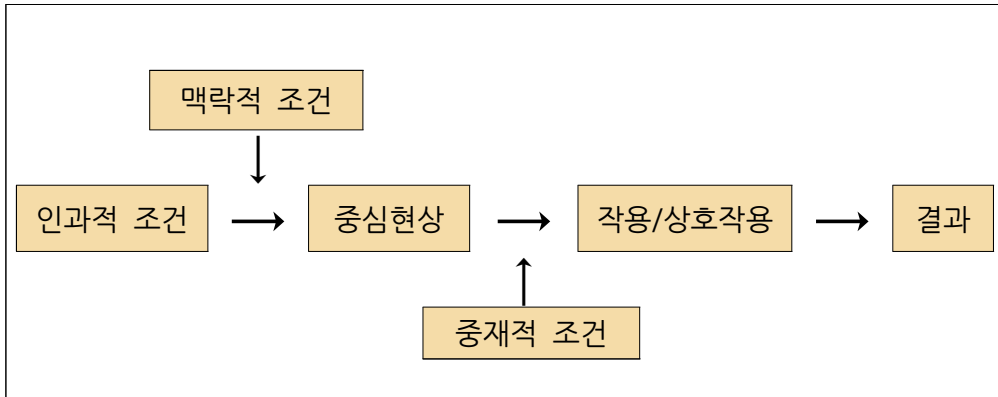 맥락적 조건
인과적 조건
중심현상
작용/상호작용
결과
중재적 조건